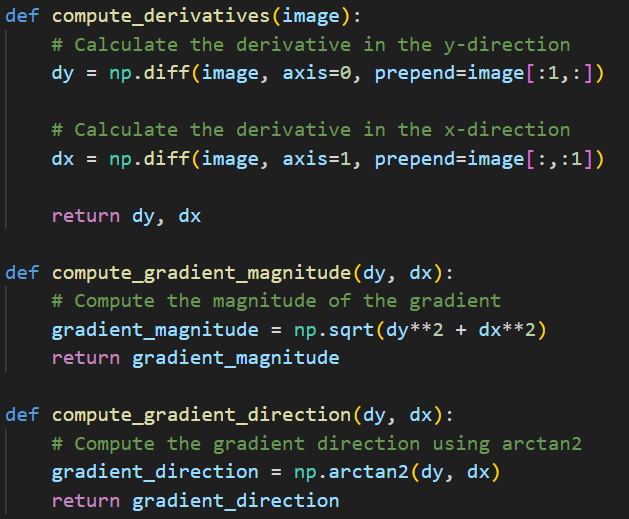 def compute_derivatives(image):
    # Calculate the derivative in the y-direction
    dy = np.diff(image, axis=0, prepend=image[:1,:])

    # Calculate the derivative in the x-direction
    dx = np.diff(image, axis=1, prepend=image[:,:1])

    return dy, dx

def compute_gradient_magnitude(dy, dx):
    # Compute the magnitude of the gradient
    gradient_magnitude = np.sqrt(dy**2 + dx**2)
    return gradient_magnitude

def compute_gradient_direction(dy, dx):
    # Compute the gradient direction using arctan2
    gradient_direction = np.arctan2(dy, dx)
    return gradient_direction